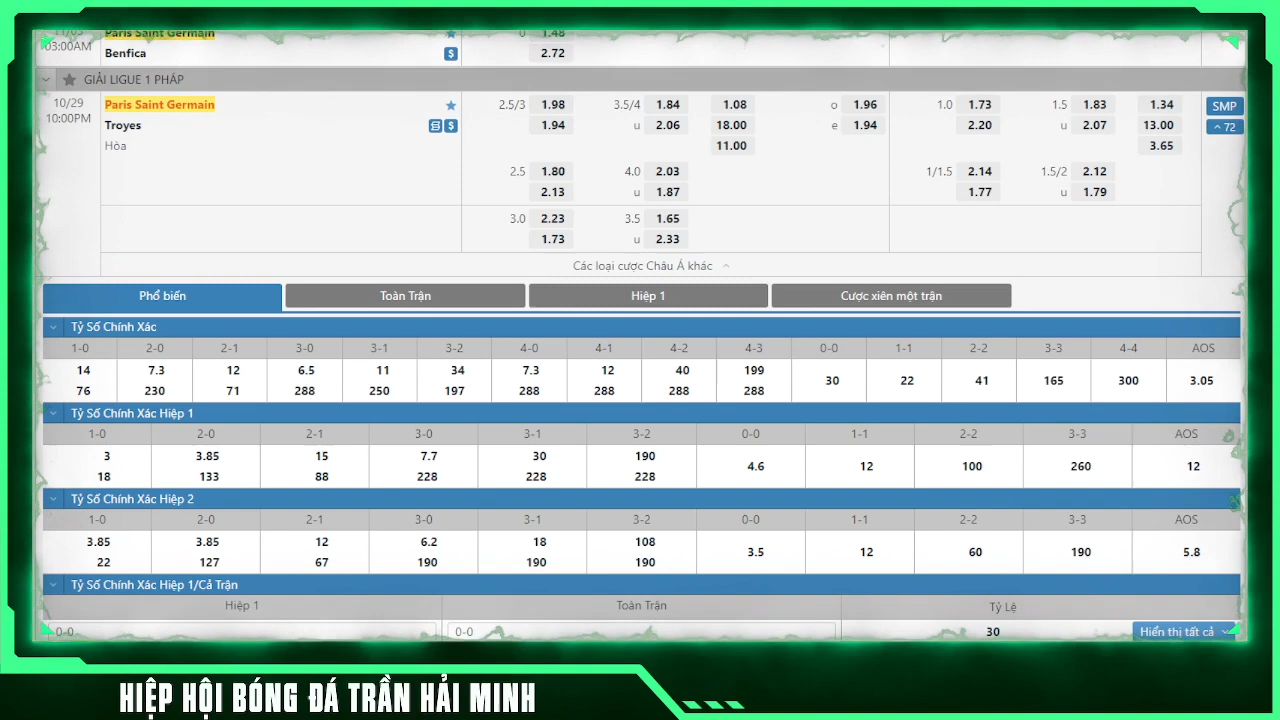 11/03 Paris Saint Germain 0 1.48
03:00AM Benfica $ 2.72
GIẢI LIGUE 1 PHÁP
10/29 Paris Saint Germain 2.5/3 1.98 3.5/4 1.84 1.08 o 1.96 1.0 1.73 1.5 1.83 1.34 SMP
10:00PM Troyes $ 1.94 u 2.06 18.00 e 1.94 2.20 u 2.07 13.00 72
Hòa 11.00 3.65
2.5 1.80 4.0 2.03 1/1.5 2.14 1.5/2 2.12
2.13 u 1.87 1.77 u 1.79
3.0 2.23 3.5 1.65
1.73 u 2.33
Các loại cược Châu Á khác
Phổ biến Toàn Trận Hiệp 1 Cược xiên một trận
Tỷ Số Chính Xác
1-0 2-0 2-1 3-0 3-1 3-2 4-0 4-1 4-2 4-3 0-0 1-1 2-2 3-3 4-4 AOS
14 7.3 12 6.5 11 34 7.3 12 40 199
30 22 41 165 300 3.05
76 230 71 288 250 197 288 288 288 288
Tỷ Số Chính Xác Hiệp 1
1-0 2-0 2-1 3-0 3-1 3-2 0-0 1-1 2-2 3-3 AOS
3 3.85 15 7.7 30 190
4.6 12 100 260 12
18 133 88 228 228 228
Tỷ Số Chính Xác Hiệp 2
1-0 2-0 2-1 3-0 3-1 3-2 0-0 1-1 2-2 3-3 AOS
3.85 3.85 12 6.2 18 108
3.5 12 60 190 5.8
22 127 67 190 190 190
Tỷ Số Chính Xác Hiệp 1/Cả Trận
Hiệp 1 Toàn Trận Tỷ Lệ
0-0 0-0 30 Hiển thị tất cả
HIỆP HỘI BÓNG ĐÁ TRẦN HẢI MINH